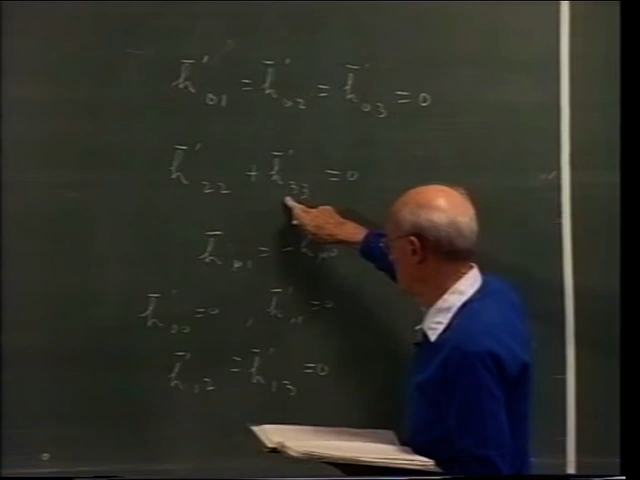 h̄'₀₁ = h̄'₀₂ = h̄'₀₃ = 0
h̄'₂₂ + h̄'₃₃ = 0
h̄'₀₁ = -
h̄'₀₀ = 0 , h̄'₁₁ = 0
h̄'₁₂ = h̄'₁₃ = 0